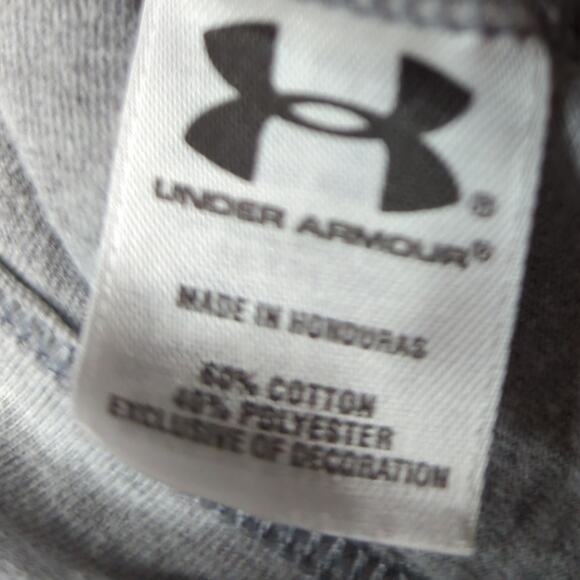 ®
UNDER ARMOUR®
MADE IN HONDURAS
60% COTTON
40% POLYESTER
EXCLUSIVE OF DECORATION